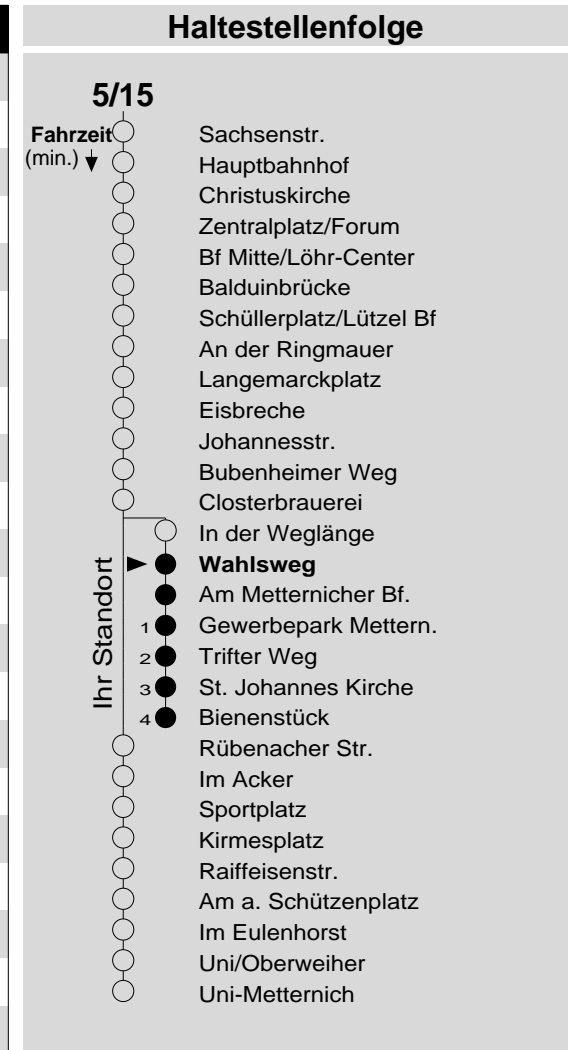 Haltestellenfolge
5/15
Fahrzeit
(min.)
Sachsenstr.
Hauptbahnhof
Christuskirche
Zentralplatz/Forum
Bf Mitte/Löhr-Center
Balduinbrücke
Schüllerplatz/Lützel Bf
An der Ringmauer
Langemarckplatz
Eisbreche
Johannesstr.
Bubenheimer Weg
Closterbrauerei
In der Weglänge
Ihr Standort
Wahlsweg
Am Metternicher Bf.
1 Gewerbepark Mettern.
2 Trifter Weg
3 St. Johannes Kirche
4 Bienenstück
Rübenacher Str.
Im Acker
Sportplatz
Kirmesplatz
Raiffeisenstr.
Am a. Schützenplatz
Im Eulenhorst
Uni/Oberweiher
Uni-Metternich